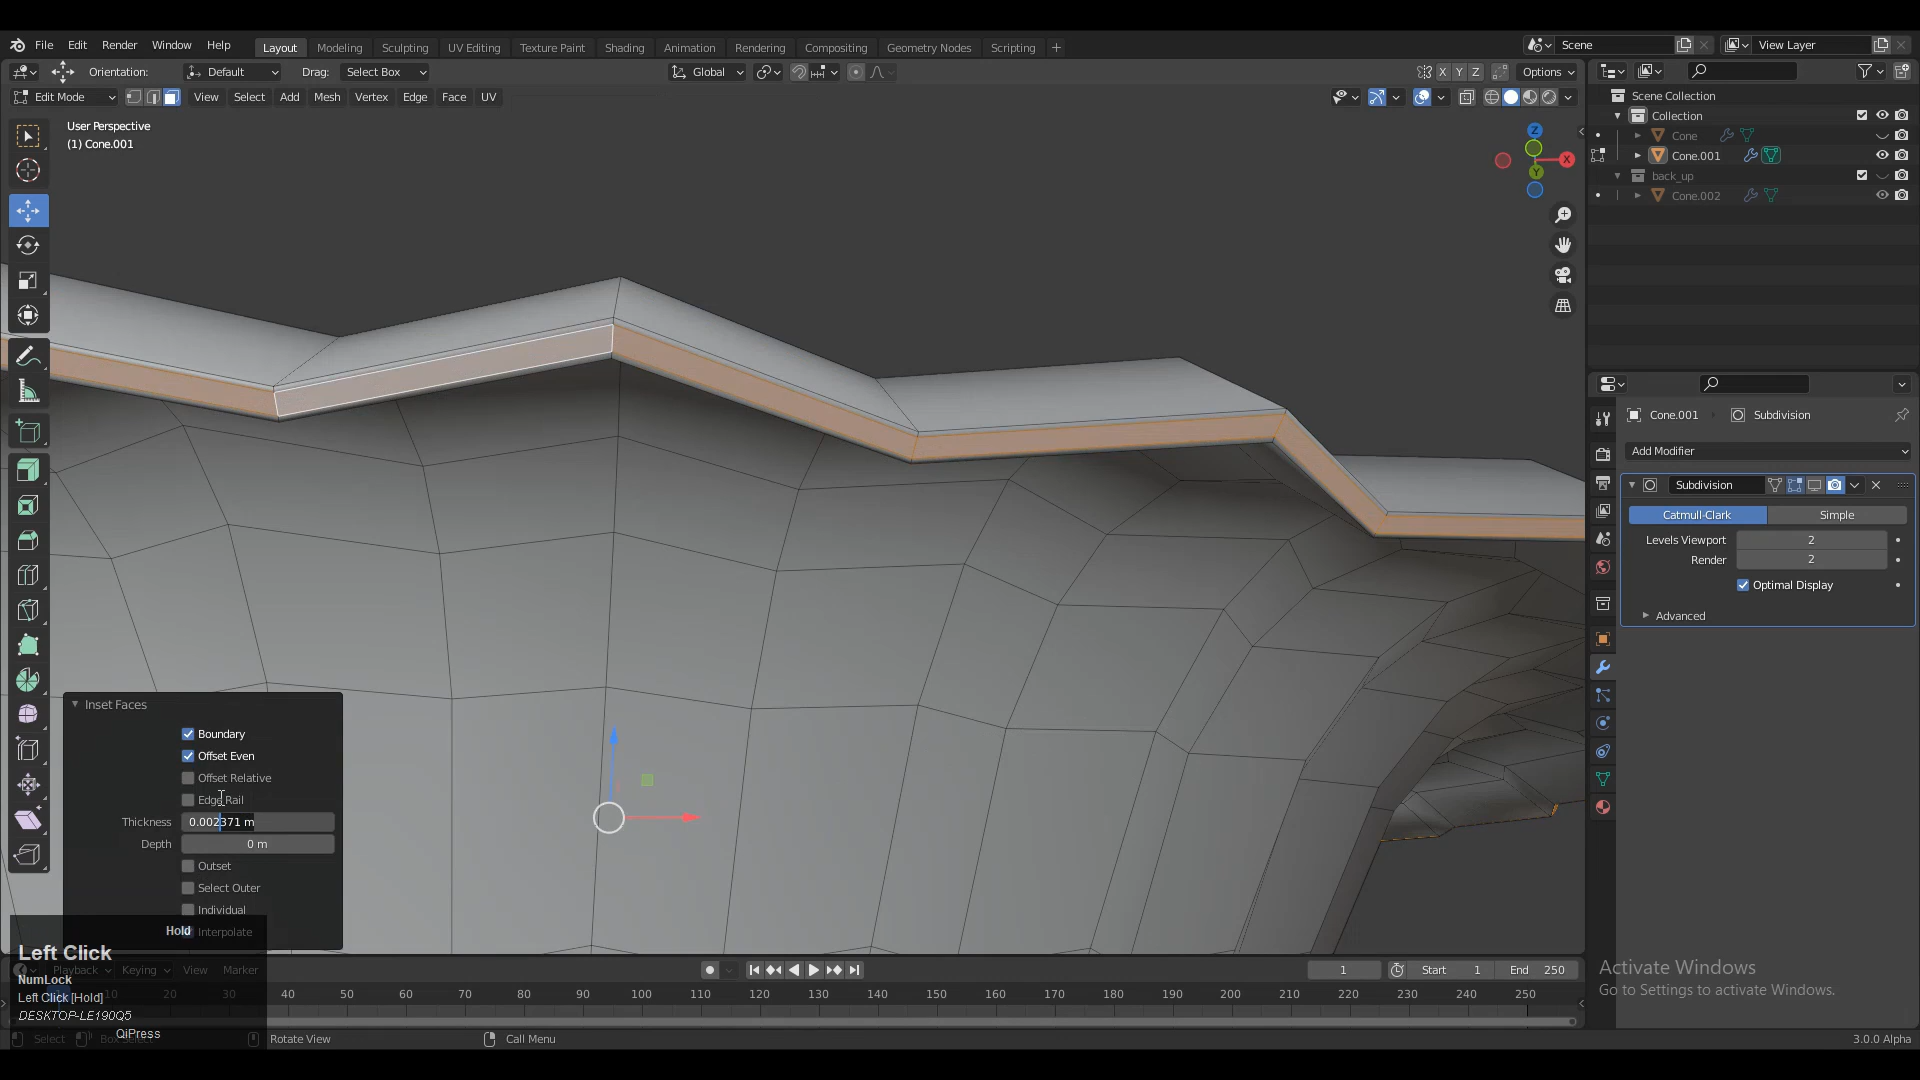 File Edit Render Window Help Layout Modeling Sculpting UV Editing Texture Paint Shading Animation Rendering Compositing Geometry Nodes Scripting + Scene View Layer
Orientation: Default Drag: Select Box Global X Y Z Options
Edit Mode View Select Add Mesh Vertex Edge Face UV
User Perspective
(1) Cone.001
Z
X
Y
Scene Collection
Collection
Cone
Cone.001
back_up
Cone.002
Cone.001 Subdivision
Add Modifier
Subdivision
Catmull-Clark Simple
Levels Viewport 2
Render 2
Optimal Display
Advanced
Inset Faces
Boundary
Offset Even
Offset Relative
Edge Rail
Thickness 0.002371 m
Depth 0 m
Outset
Select Outer
Individual
Interpolate
Hold
Left Click
NumLock
Left Click [Hold]
DESKTOP-LE190Q5
QiPress
Playback Keying View Marker 1 Start 1 End 250
10 20 30 40 50 60 70 80 90 100 110 120 130 140 150 160 170 180 190 200 210 220 230 240 250
Select Box Select Rotate View Call Menu 3.0.0 Alpha
Activate Windows
Go to Settings to activate Windows.